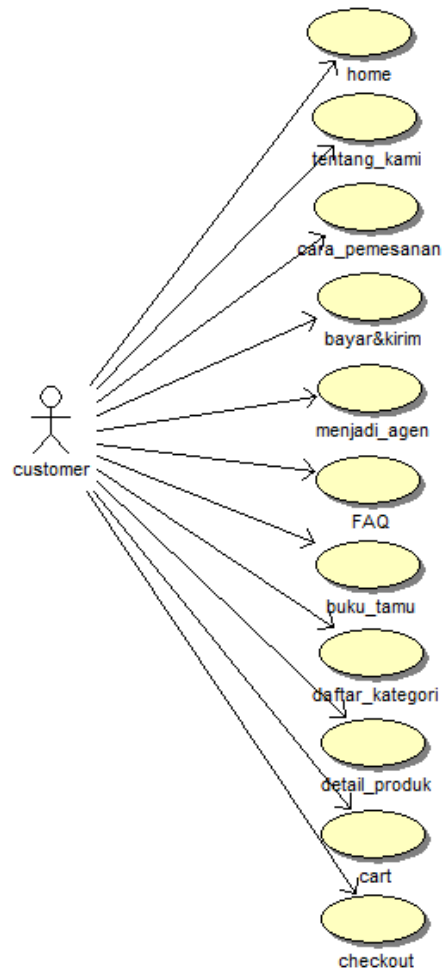 home
tentang_kami
cara_pemesanan
bayar&kirim
menjadi_agen
customer
FAQ
buku_tamu
daftar_kategori
detail_produk
cart
checkout